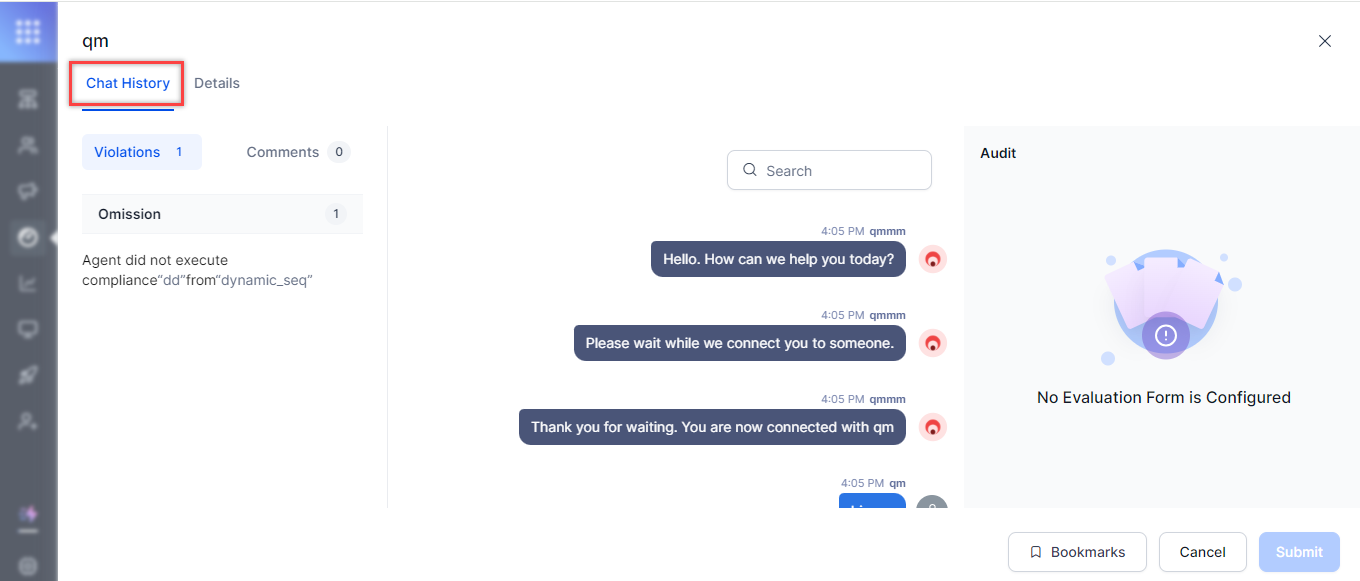 qm
Chat History
Details
Violations 1
Comments 0
Omission 1
Agent did not execute
compliance“dd”from“dynamic_seq”
Search
4:05 PM qmmm
Hello. How can we help you today?
4:05 PM qmmm
Please wait while we connect you to someone.
4:05 PM qmmm
Thank you for waiting. You are now connected with qm
4:05 PM qm
Audit
No Evaluation Form is Configured
Bookmarks
Cancel
Submit